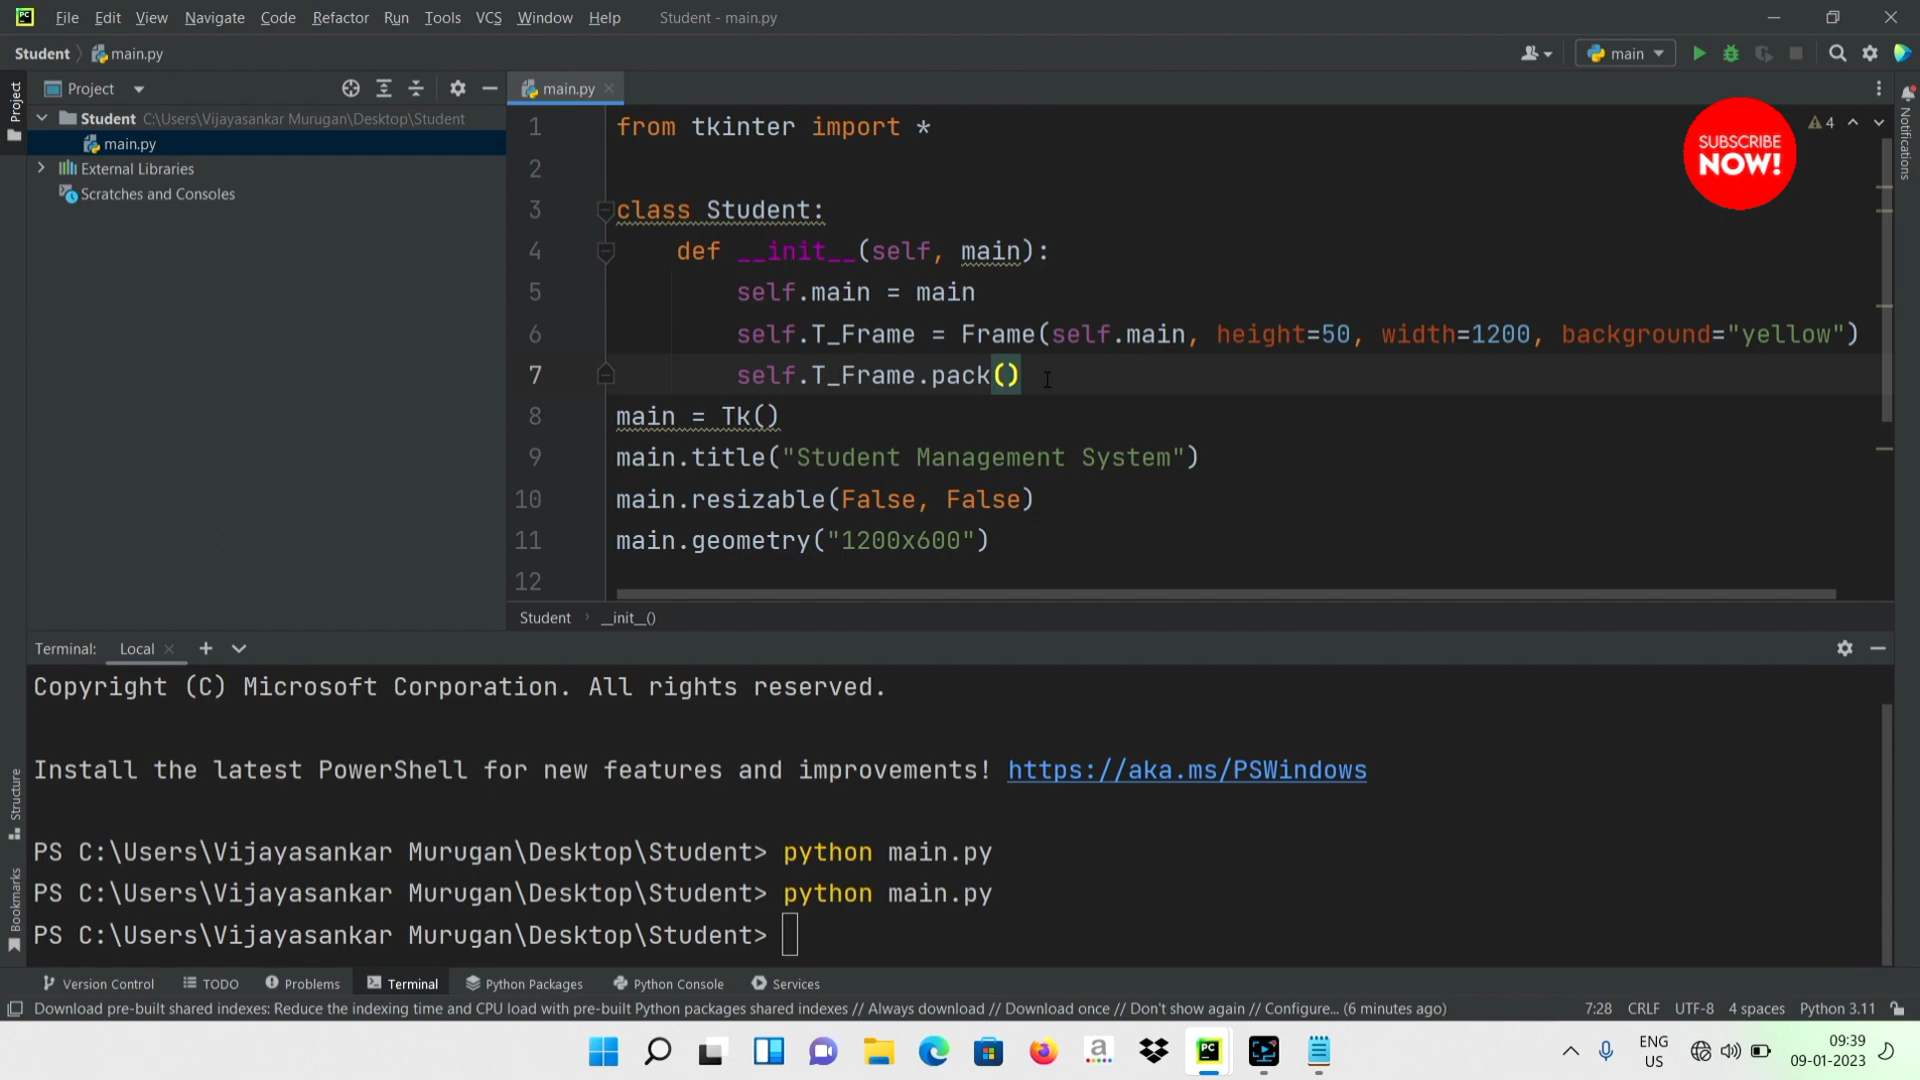 PC File Edit View Navigate Code Refactor Run Tools VCS Window Help Student - main.py
Student main.py main
Project main.py
Student C:\Users\Vijayasankar Murugan\Desktop\Student
main.py
External Libraries
Scratches and Consoles
1 from tkinter import *
2
3 class Student:
4 def __init__(self, main):
5 self.main = main
6 self.T_Frame = Frame(self.main, height=50, width=1200, background="yellow")
7 self.T_Frame.pack()
8 main = Tk()
9 main.title("Student Management System")
10 main.resizable(False, False)
11 main.geometry("1200x600")
12
4
SUBSCRIBE
NOW!
Student __init__()
Project
Structure
Bookmarks
Notifications
Terminal: Local
Copyright (C) Microsoft Corporation. All rights reserved.
Install the latest PowerShell for new features and improvements! https://aka.ms/PSWindows
PS C:\Users\Vijayasankar Murugan\Desktop\Student> python main.py
PS C:\Users\Vijayasankar Murugan\Desktop\Student> python main.py
PS C:\Users\Vijayasankar Murugan\Desktop\Student>
Version Control TODO Problems Terminal Python Packages Python Console Services
Download pre-built shared indexes: Reduce the indexing time and CPU load with pre-built Python packages shared indexes // Always download // Download once // Don't show again // Configure... (6 minutes ago) 7:28 CRLF UTF-8 4 spaces Python 3.11
a PC
ENG
US
09:39
09-01-2023